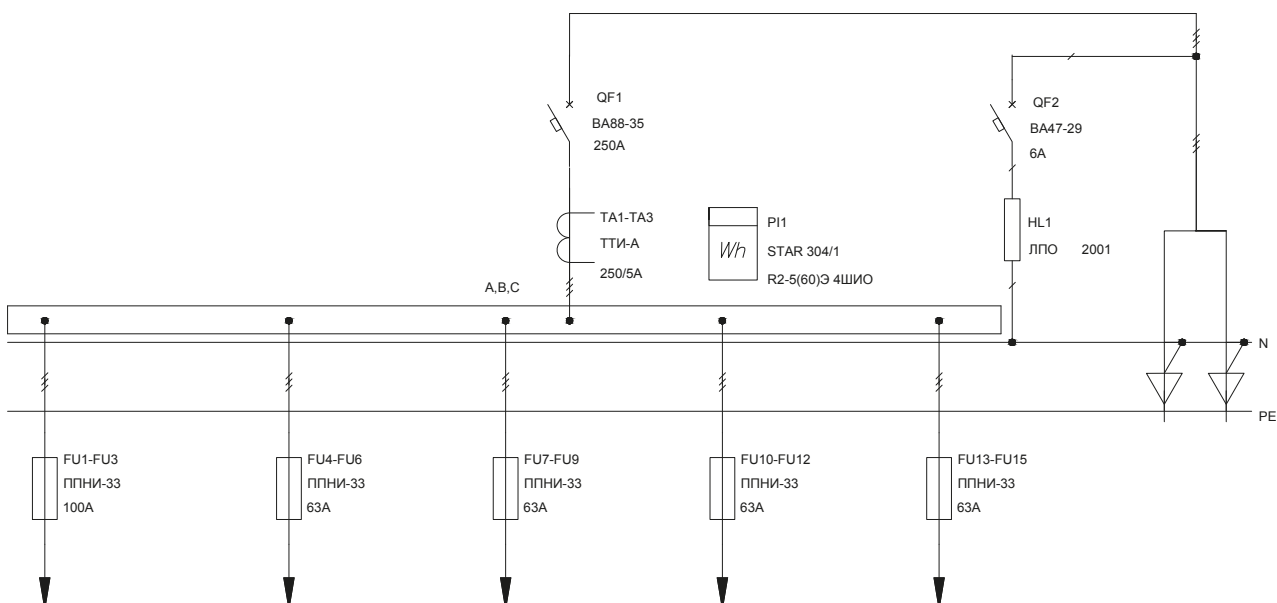 QF1
ВА88-35
250А
QF2
ВА47-29
6А
ТА1-ТА3
ТТИ-А
250/5А
Wh
PI1
STAR 304/1
R2-5(60)Э 4ШИО
HL1
ЛПО 2001
A,B,C
N
PE
FU1-FU3
ППНИ-33
100А
FU4-FU6
ППНИ-33
63А
FU7-FU9
ППНИ-33
63А
FU10-FU12
ППНИ-33
63А
FU13-FU15
ППНИ-33
63А